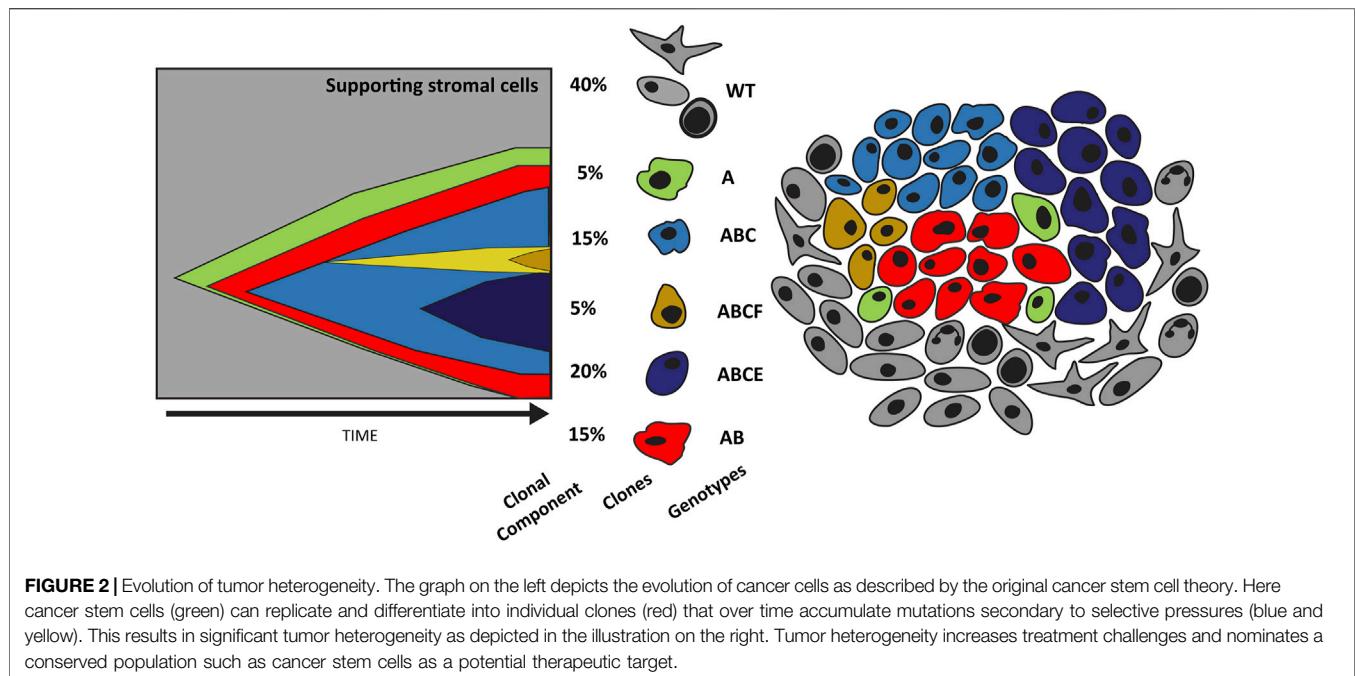 Supporting stromal cells
40%
WT
5%
A
15%
ABC
5%
ABCF
20%
ABCE
15%
AB
TIME
Clonal
Component
Clones
Genotypes
FIGURE 2 | Evolution of tumor heterogeneity. The graph on the left depicts the evolution of cancer cells as described by the original cancer stem cell theory. Here
cancer stem cells (green) can replicate and differentiate into individual clones (red) that over time accumulate mutations secondary to selective pressures (blue and
yellow). This results in significant tumor heterogeneity as depicted in the illustration on the right. Tumor heterogeneity increases treatment challenges and nominates a
conserved population such as cancer stem cells as a potential therapeutic target.